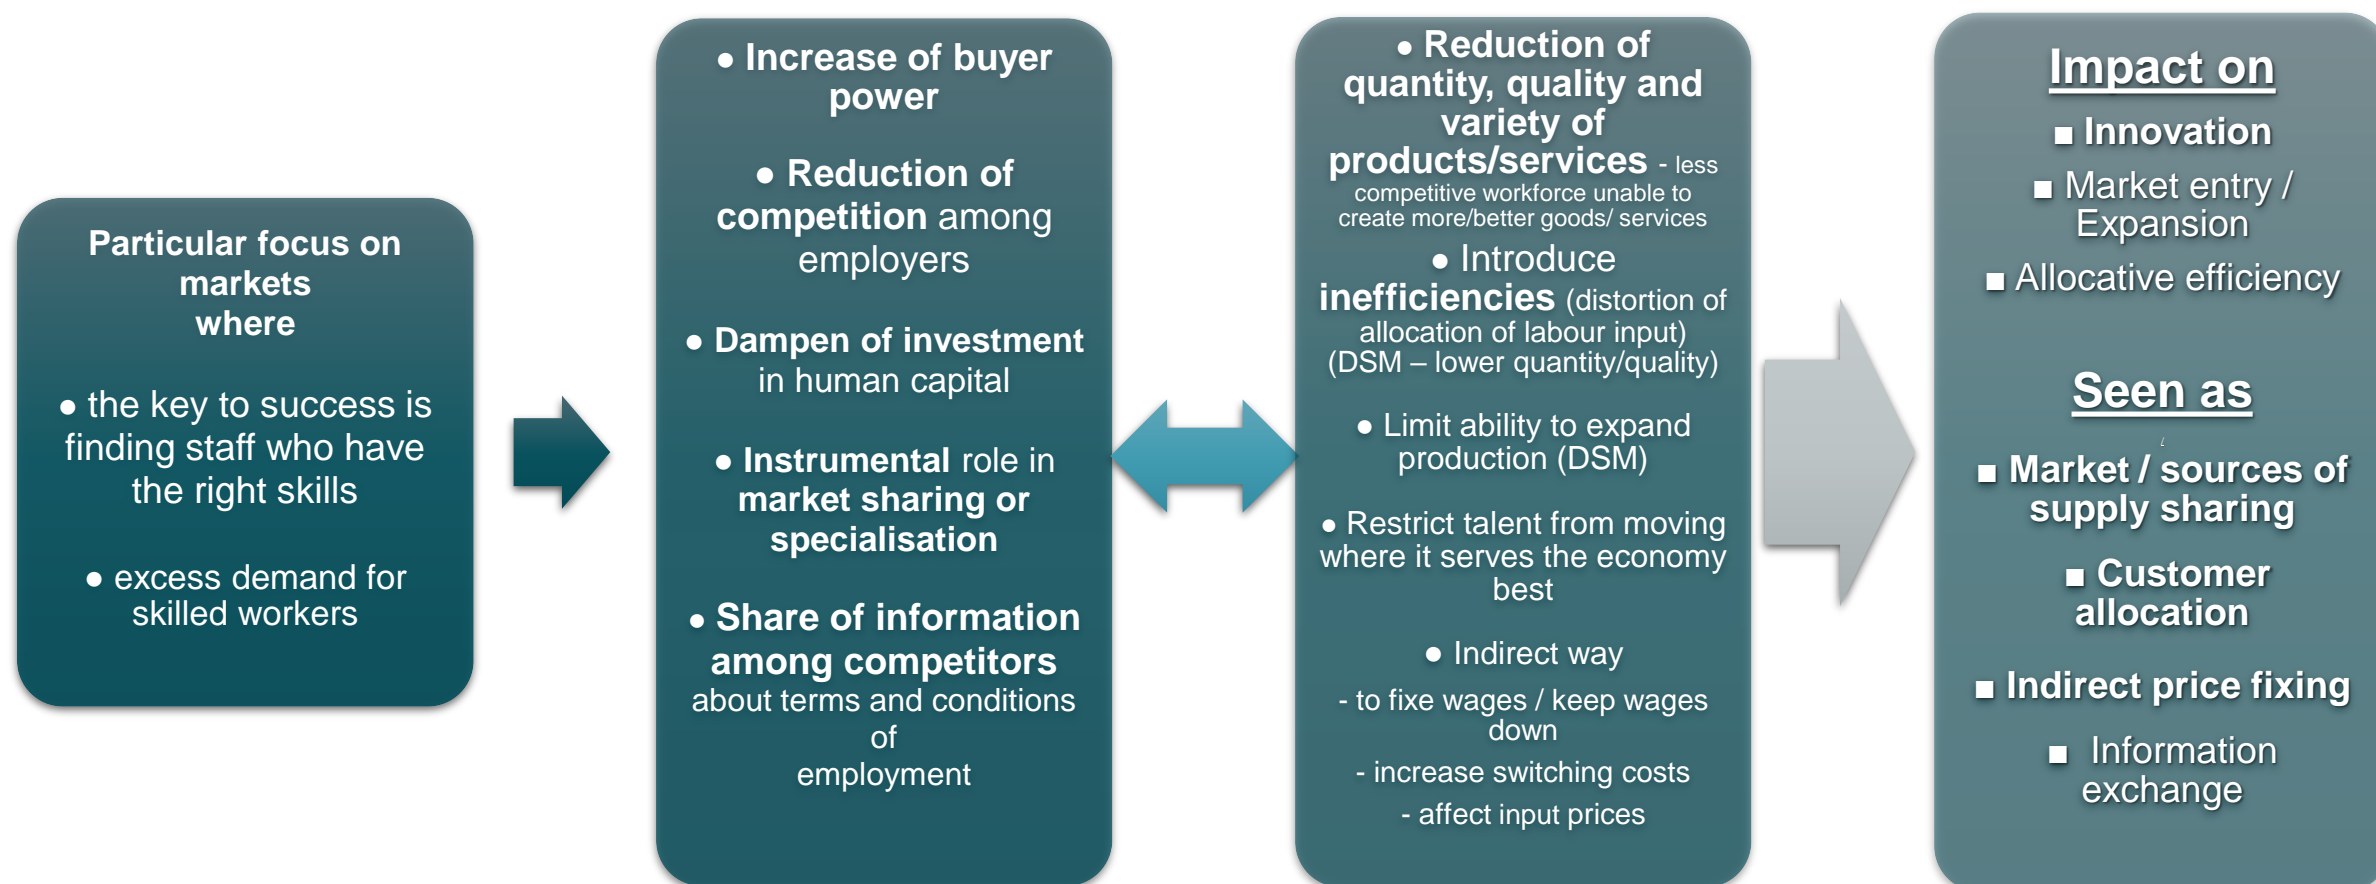 Particular focus on
markets
where
● the key to success is
finding staff who have
the right skills
● excess demand for
skilled workers
● Increase of buyer
power
● Reduction of
competition among
employers
● Dampen of investment
in human capital
● Instrumental role in
market sharing or
specialisation
● Share of information
among competitors
about terms and conditions
of
employment
● Reduction of
quantity, quality and
variety of
products/services - less
competitive workforce unable to
create more/better goods/ services
● Introduce
inefficiencies (distortion of
allocation of labour input)
(DSM – lower quantity/quality)
● Limit ability to expand
production (DSM)
● Restrict talent from moving
where it serves the economy
best
● Indirect way
- to fixe wages / keep wages
down
- increase switching costs
- affect input prices
Impact on
■ Innovation
■ Market entry /
Expansion
■ Allocative efficiency
Seen as
■ Market / sources of
supply sharing
■ Customer
allocation
■ Indirect price fixing
■ Information
exchange